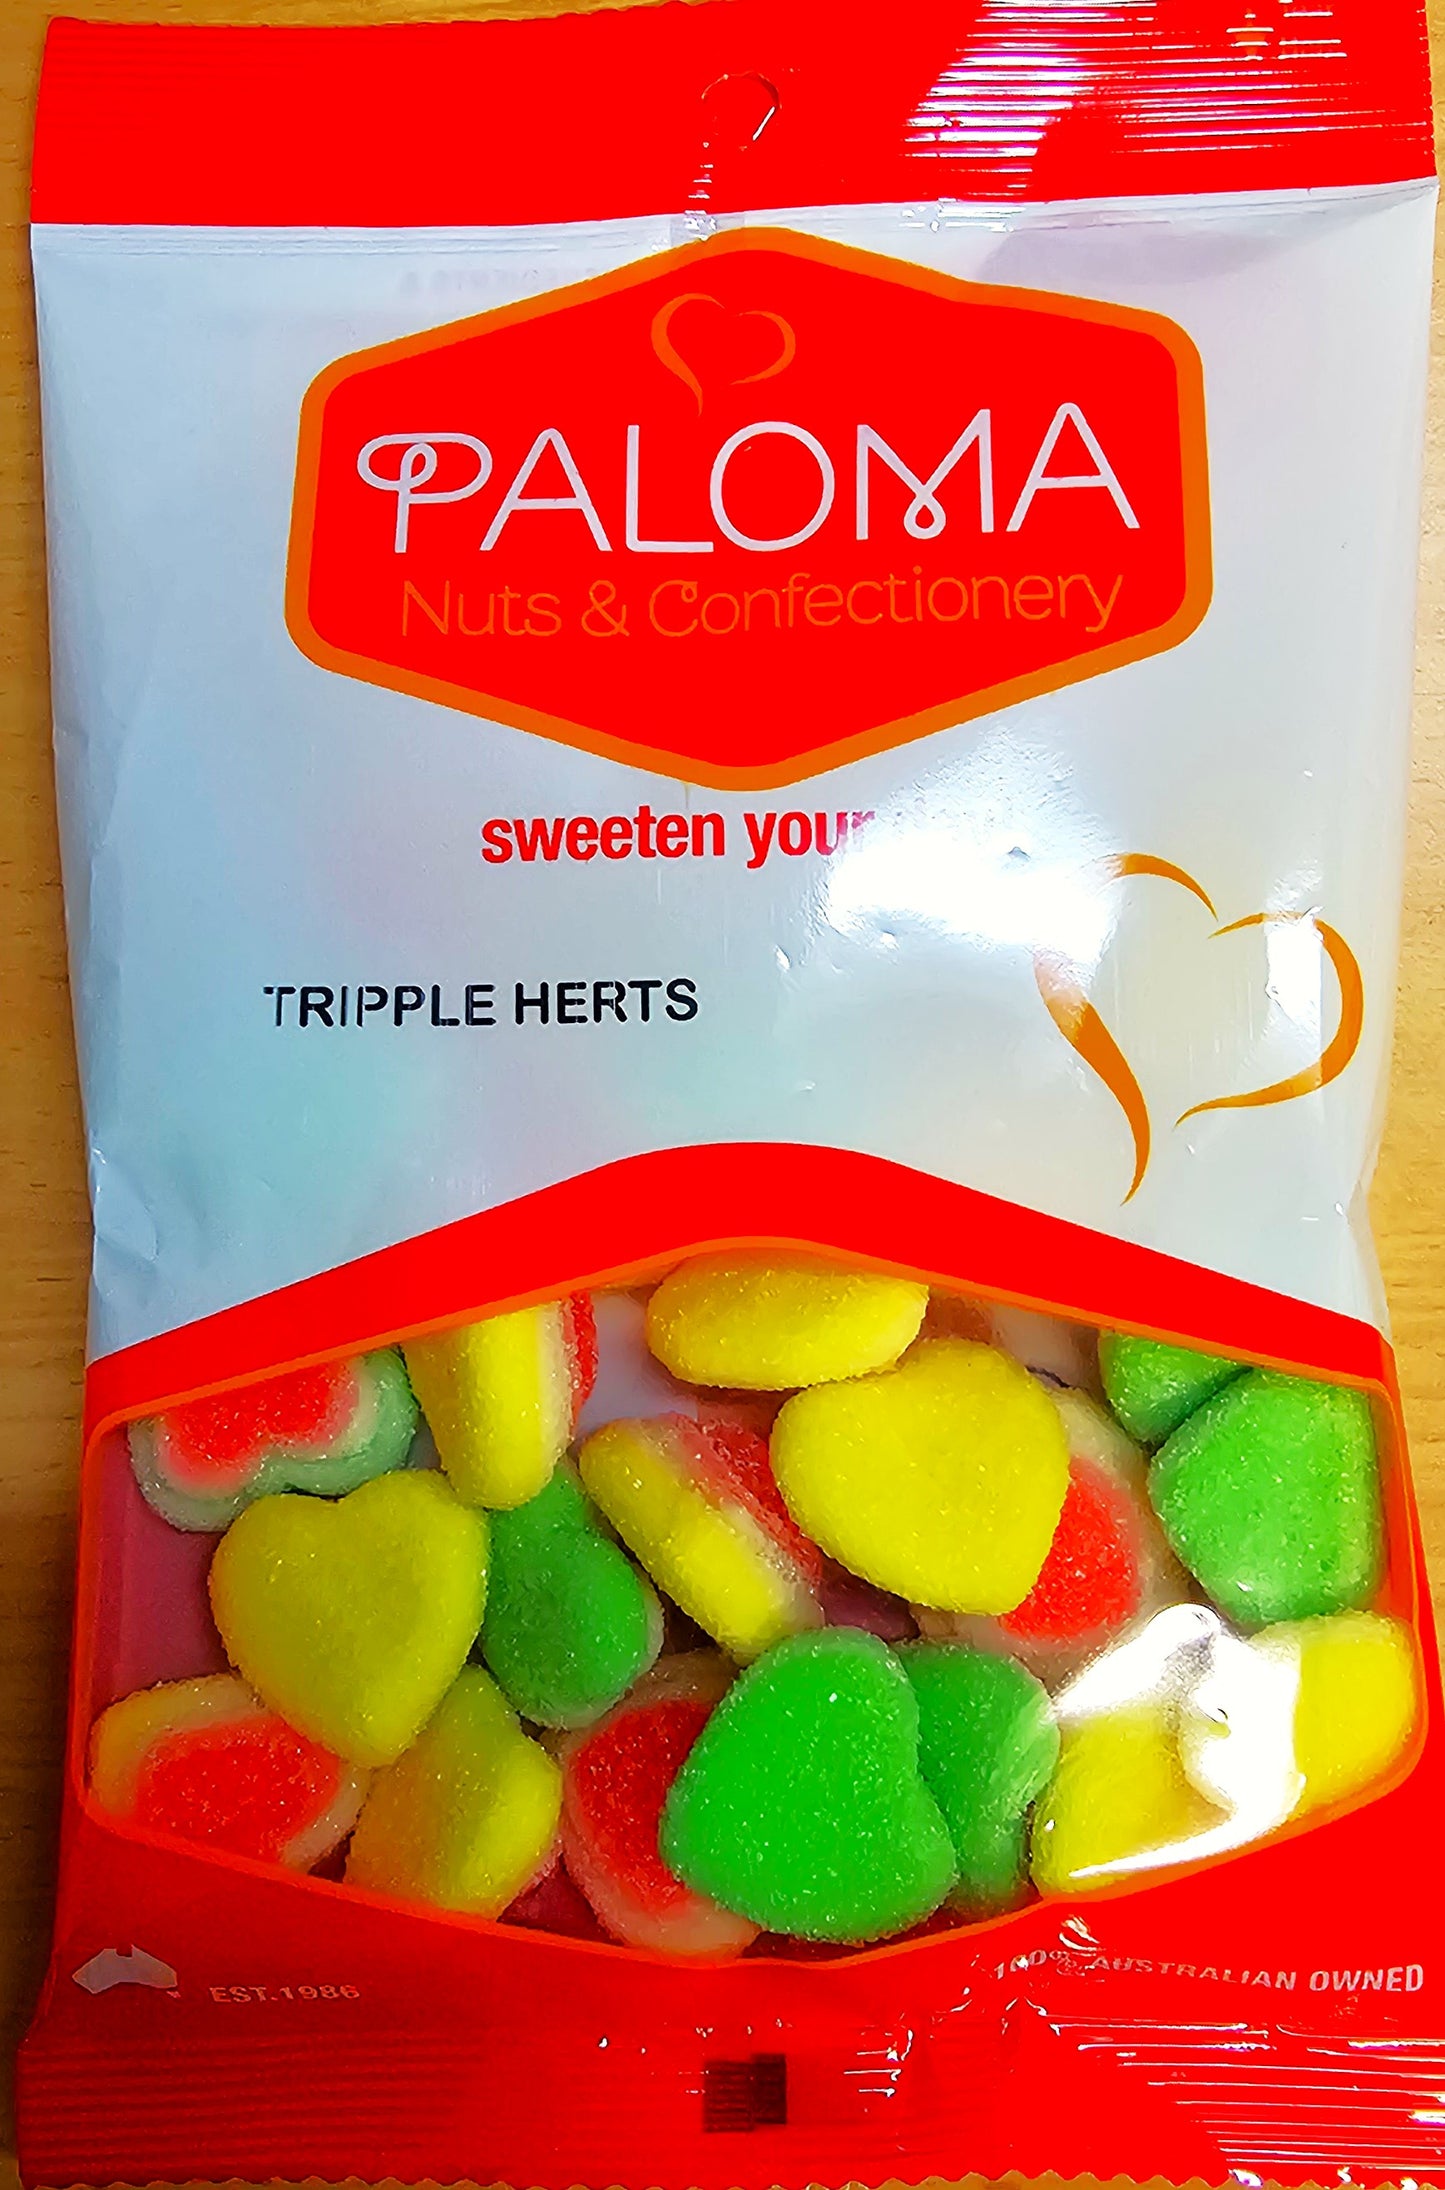 PALOMA
Nuts & Confectionery
sweeten your
TRIPPLE HERTS
EST.1986
100% AUSTRALIAN OWNED